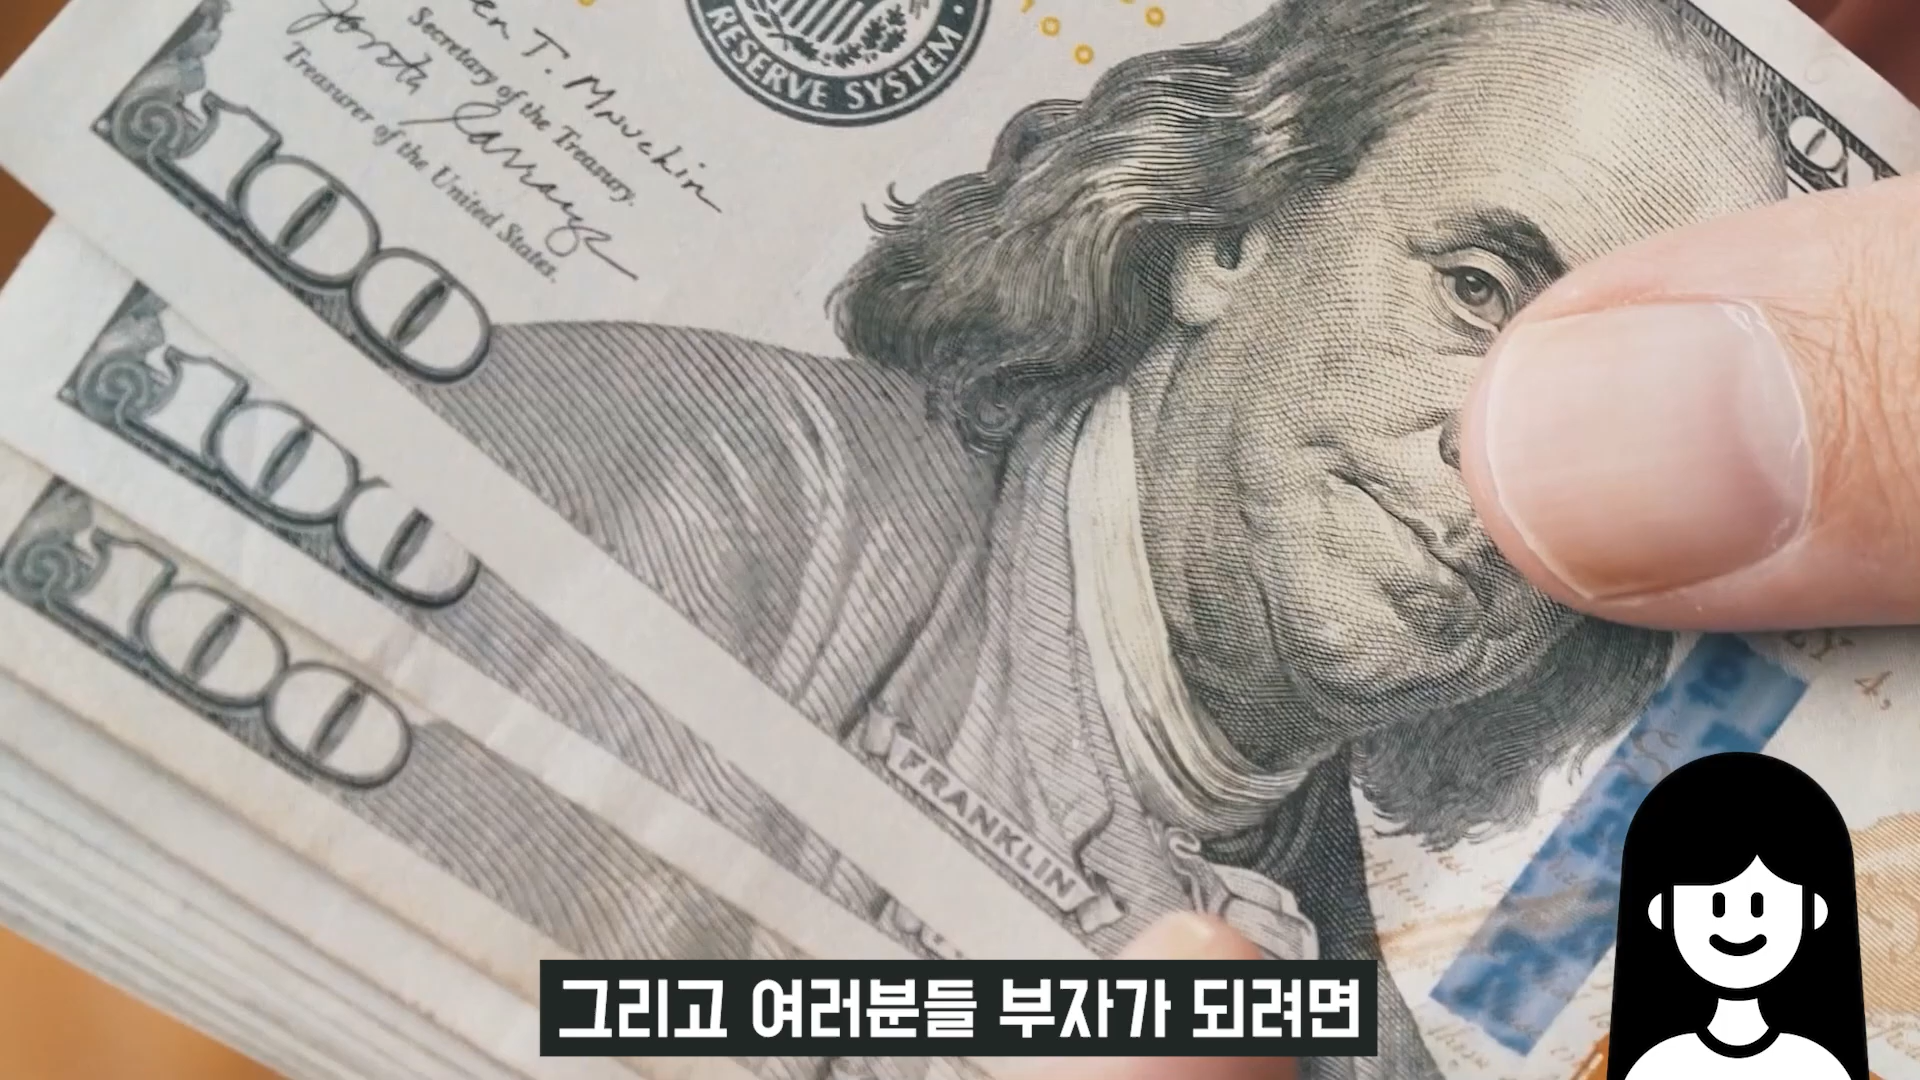 RESERVE SYSTEM
T. Mnuchin
Secretary of the Treasury.
Treasurer of the United States.
100
100
100
FRANKLIN
그리고 여러분들 부자가 되려면